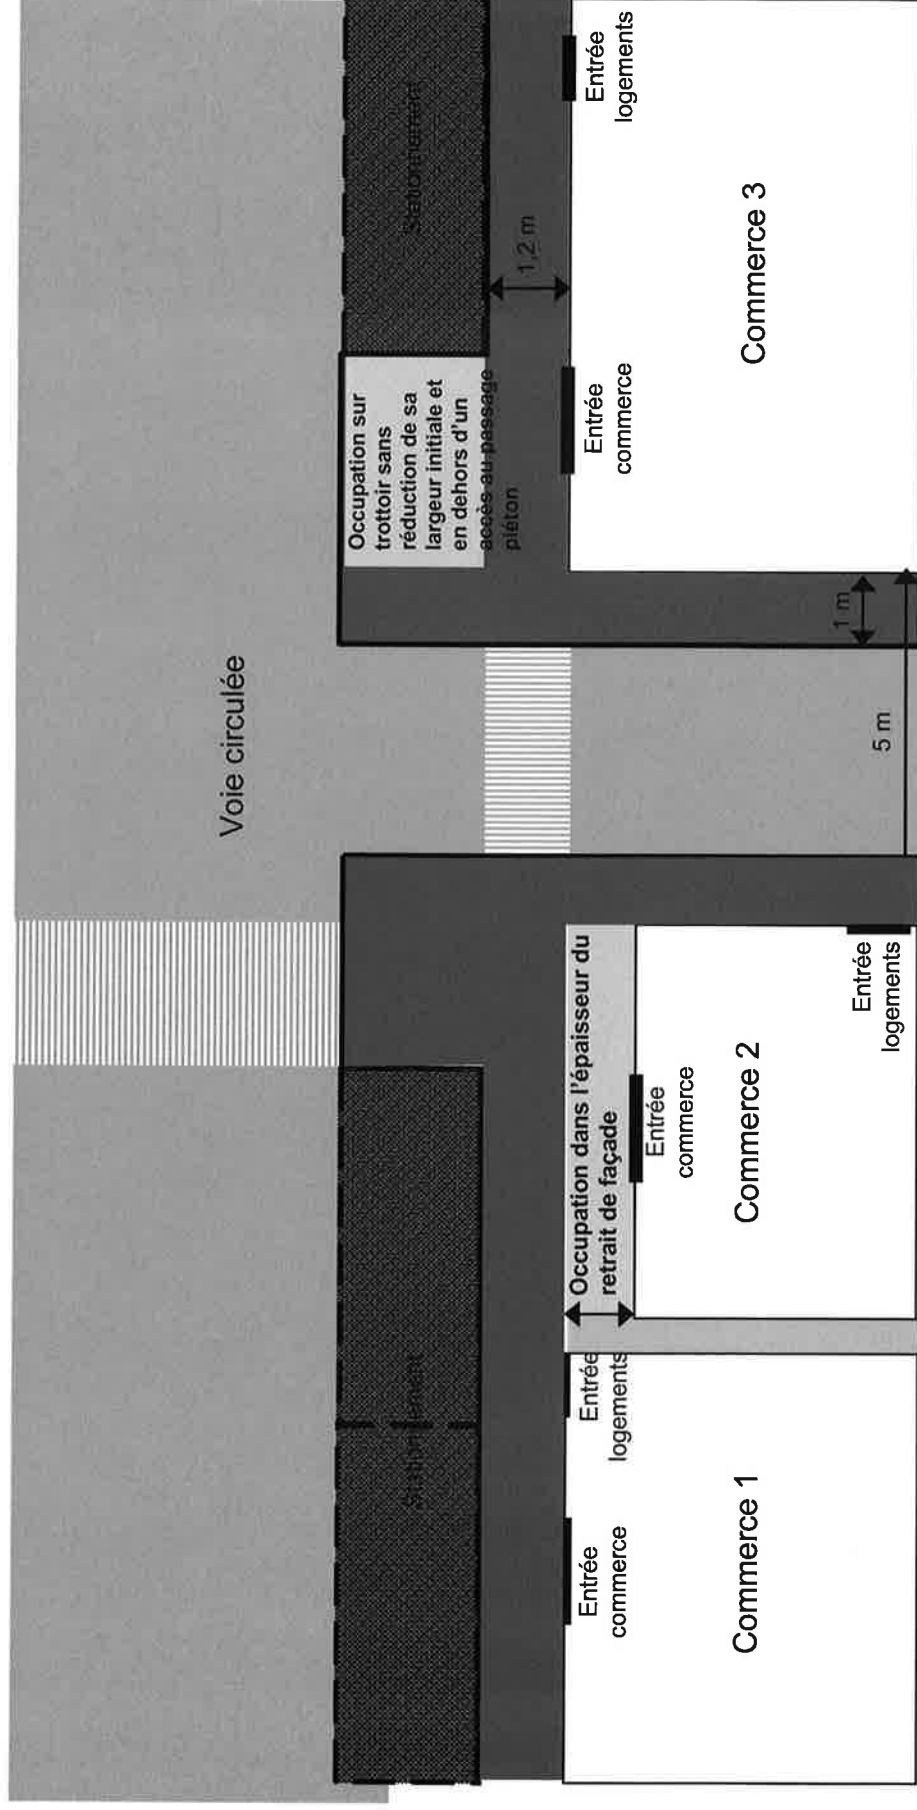 Voie circulée
Stationnement
Stationnement
Occupation sur
trottoir sans
réduction de sa
largeur initiale et
en dehors d'un
accès au passage
piéton
1,2 m
Entrée
commerce
Entrée
logements
Commerce 1
Occupation dans l'épaisseur du
retrait de façade
Entrée
commerce
Commerce 2
Entrée
logements
5 m
1 m
Entrée
commerce
Entrée
logements
Commerce 3